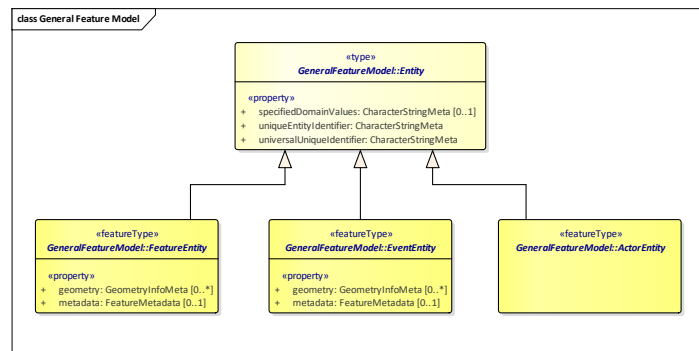 class General Feature Model
«type»
GeneralFeatureModel::Entity
«property»
+ specifiedDomainValues: CharacterStringMeta [0..1]
+ uniqueEntityIdentifier: CharacterStringMeta
+ universalUniqueIdentifier: CharacterStringMeta
«featureType»
GeneralFeatureModel::FeatureEntity
«property»
+ geometry: GeometryInfoMeta [0..*]
+ metadata: FeatureMetadata [0..1]
«featureType»
GeneralFeatureModel::EventEntity
«property»
+ geometry: GeometryInfoMeta [0..*]
+ metadata: FeatureMetadata [0..1]
«featureType»
GeneralFeatureModel::ActorEntity